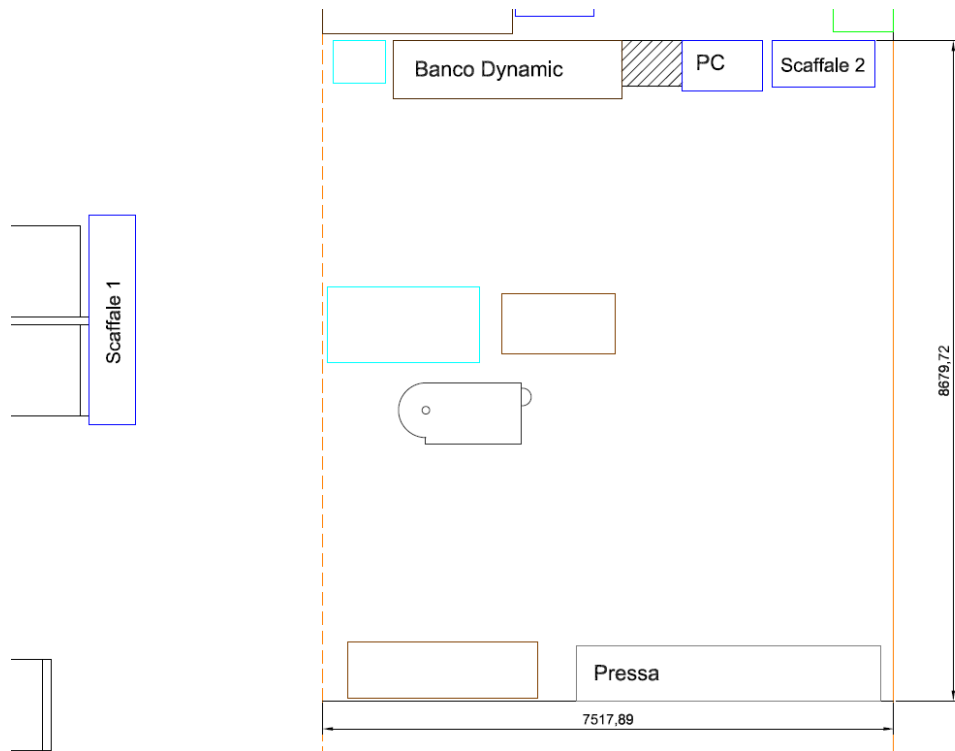 Banco Dynamic
PC
Scaffale 2
Scaffale 1
8679,72
Pressa
7517,89